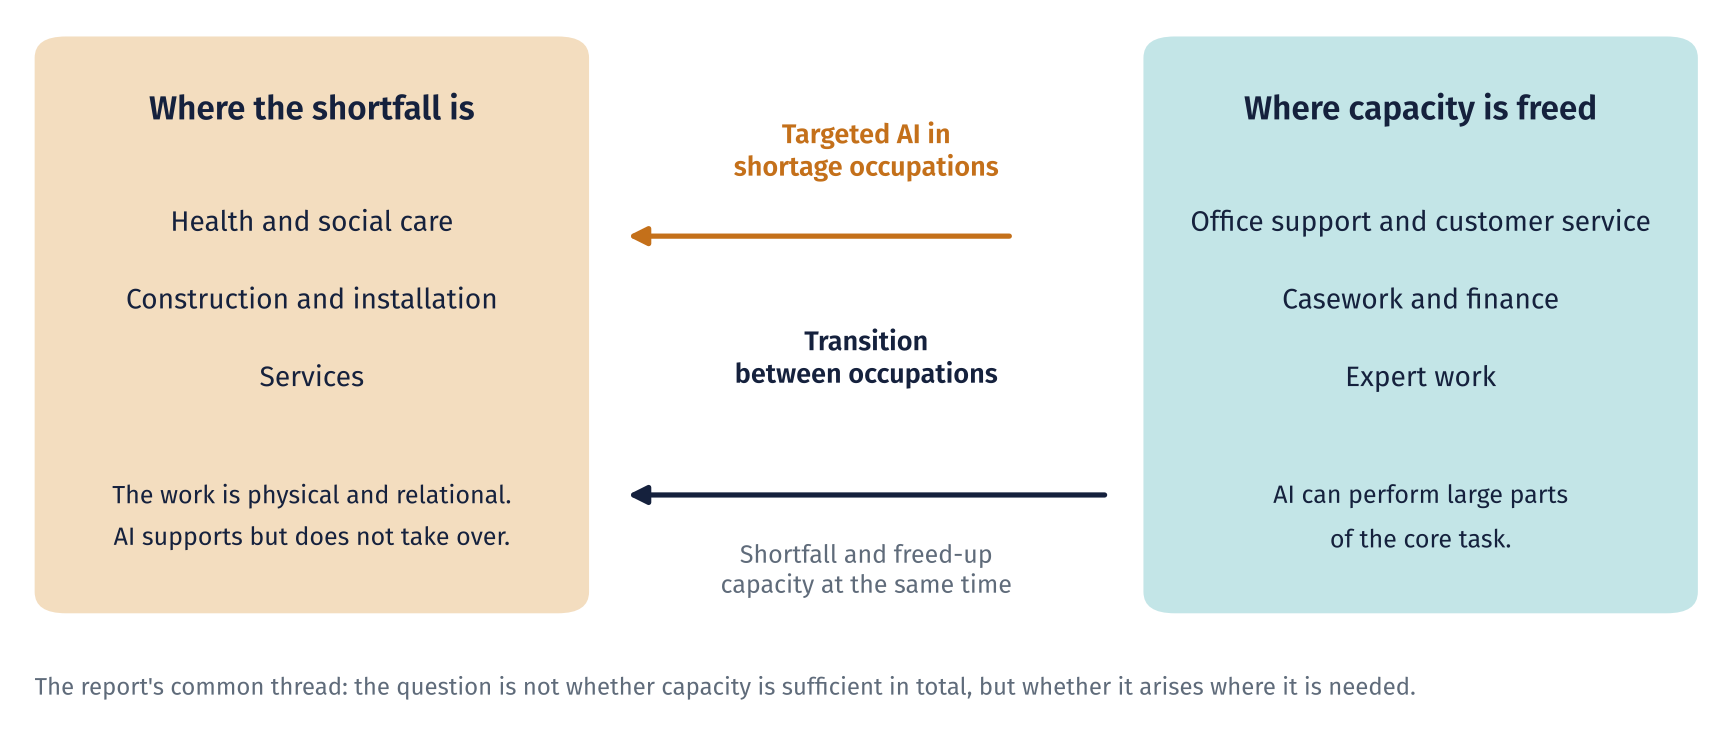 Where the shortfall is
Health and social care
Construction and installation
Services
The work is physical and relational.
AI supports but does not take over.
Targeted AI in
shortage occupations
Transition
between occupations
Shortfall and freed-up
capacity at the same time
Where capacity is freed
Office support and customer service
Casework and finance
Expert work
AI can perform large parts
of the core task.
The report's common thread: the question is not whether capacity is sufficient in total, but whether it arises where it is needed.